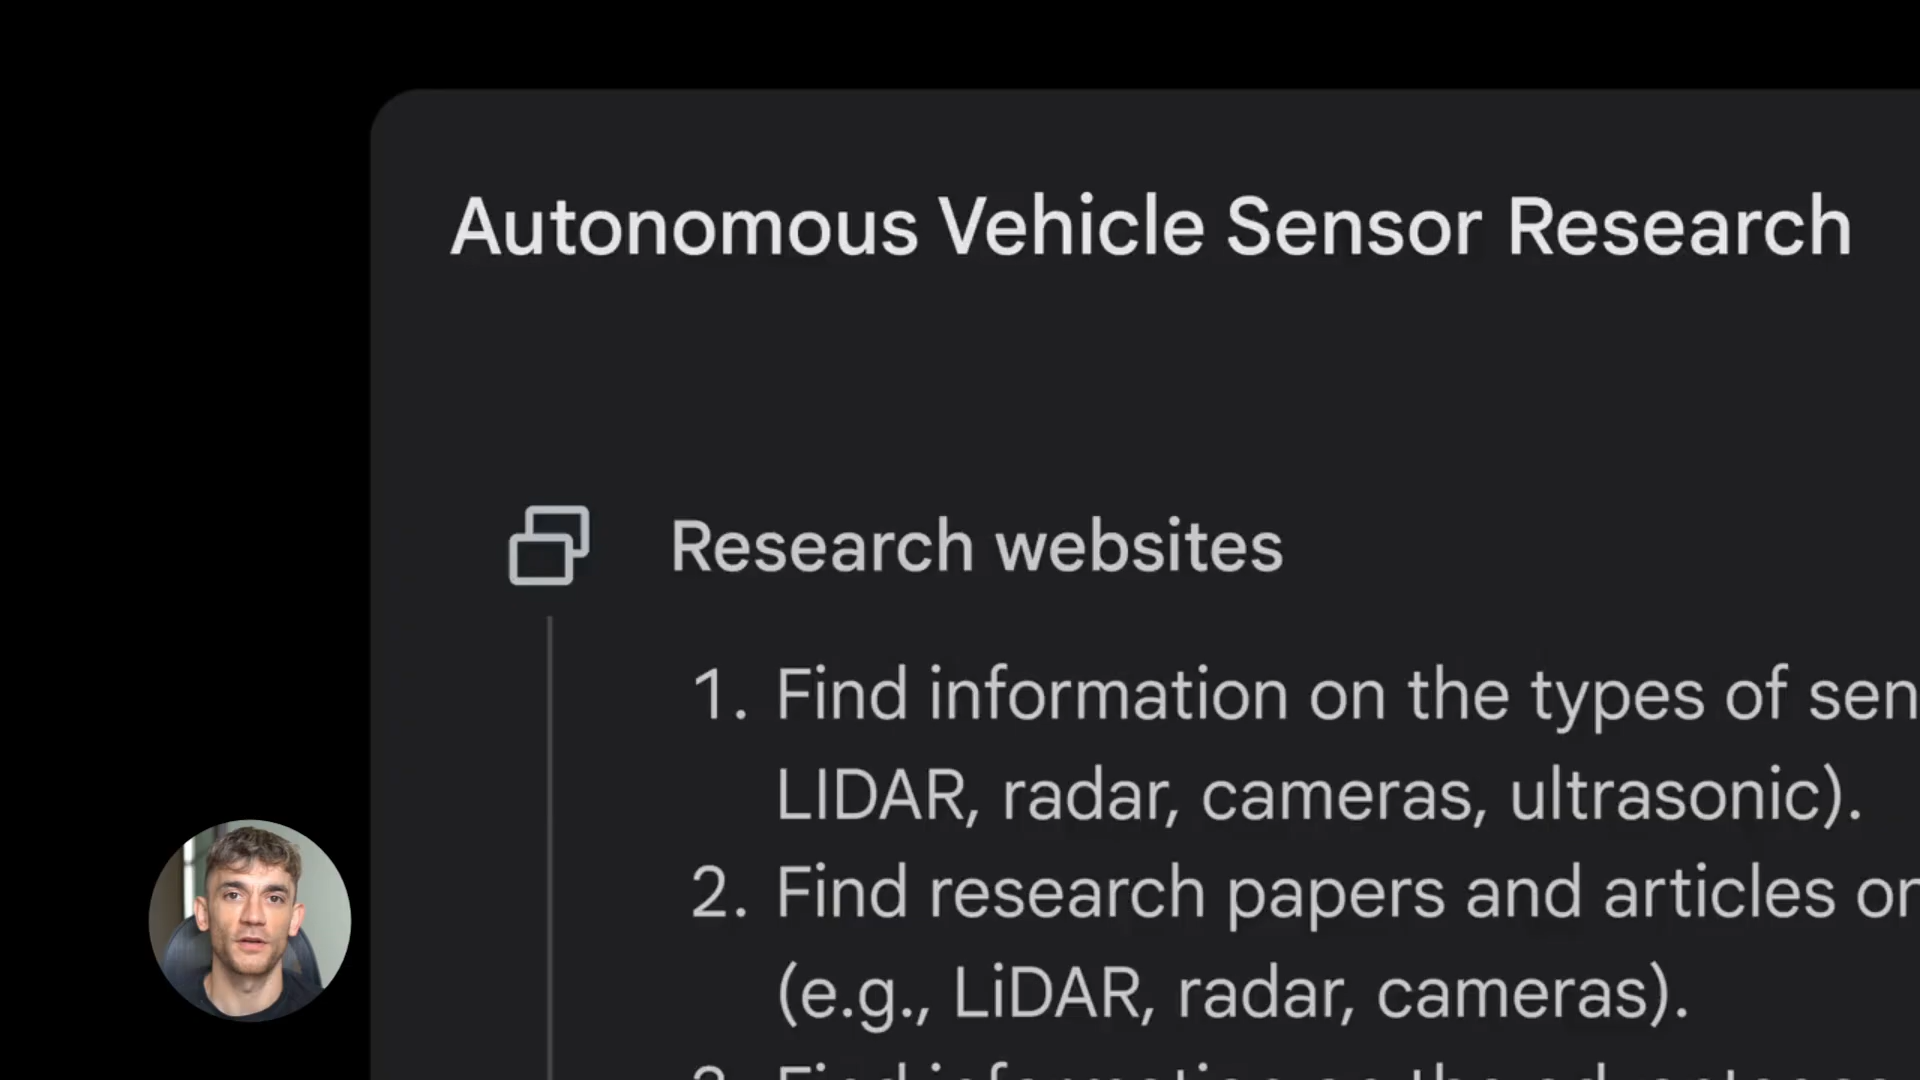 Autonomous Vehicle Sensor Research
Research websites
1. Find information on the types of sen
LIDAR, radar, cameras, ultrasonic).
2. Find research papers and articles or
(e.g., LiDAR, radar, cameras).